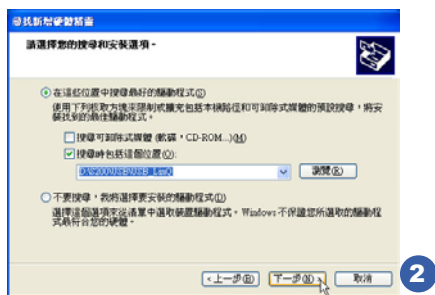 尋找新增硬體精靈
請選擇您的搜尋和安裝選項。
在這些位置中搜尋最好的驅動程式(S)
使用下列核取方塊來限制或擴充包括本機路徑和可卸除式媒體的預設搜尋。將安
裝找到的最佳驅動程式。
搜尋可卸除式媒體 (軟碟，CD-ROM...)(M)
搜尋時包括這個位置(O):
瀏覽(R)
不要搜尋，我將選擇要安裝的驅動程式(D)
選擇這個選項來從清單中選取裝置驅動程式。Windows 不保證您所選取的驅動程
式最符合您的硬體。
<上一步(B)
下一步(N)>
取消
2